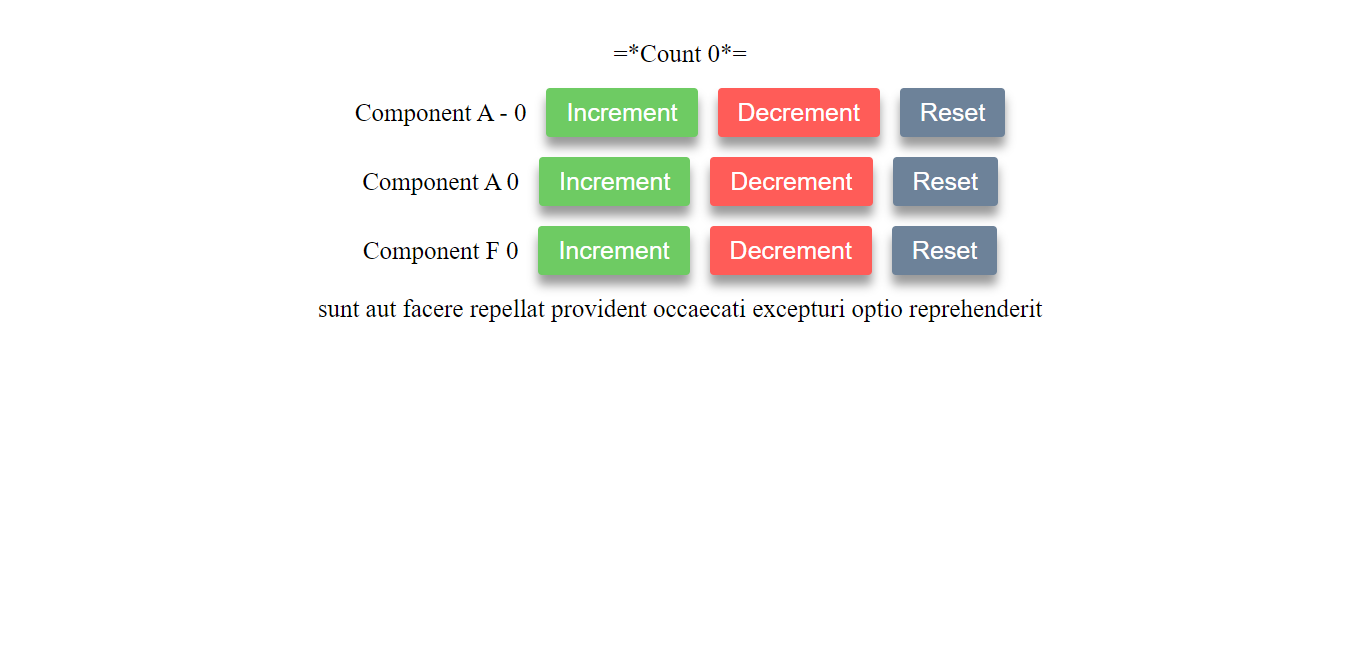 =*Count 0*=
Component A - 0 Increment Decrement Reset
Component A 0 Increment Decrement Reset
Component F 0 Increment Decrement Reset
sunt aut facere repellat provident occaecati excepturi optio reprehenderit